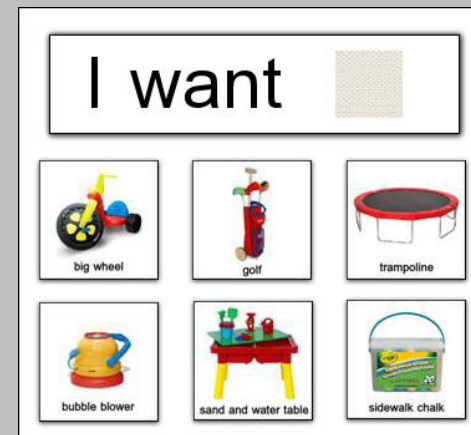 I want
big wheel
golf
trampoline
bubble blower
sand and water table
sidewalk chalk